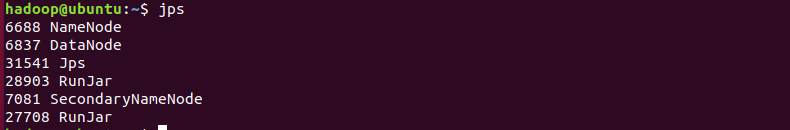 hadoop@ubuntu:~$ jps
6688 NameNode
6837 DataNode
31541 Jps
28903 RunJar
7081 SecondaryNameNode
27708 RunJar